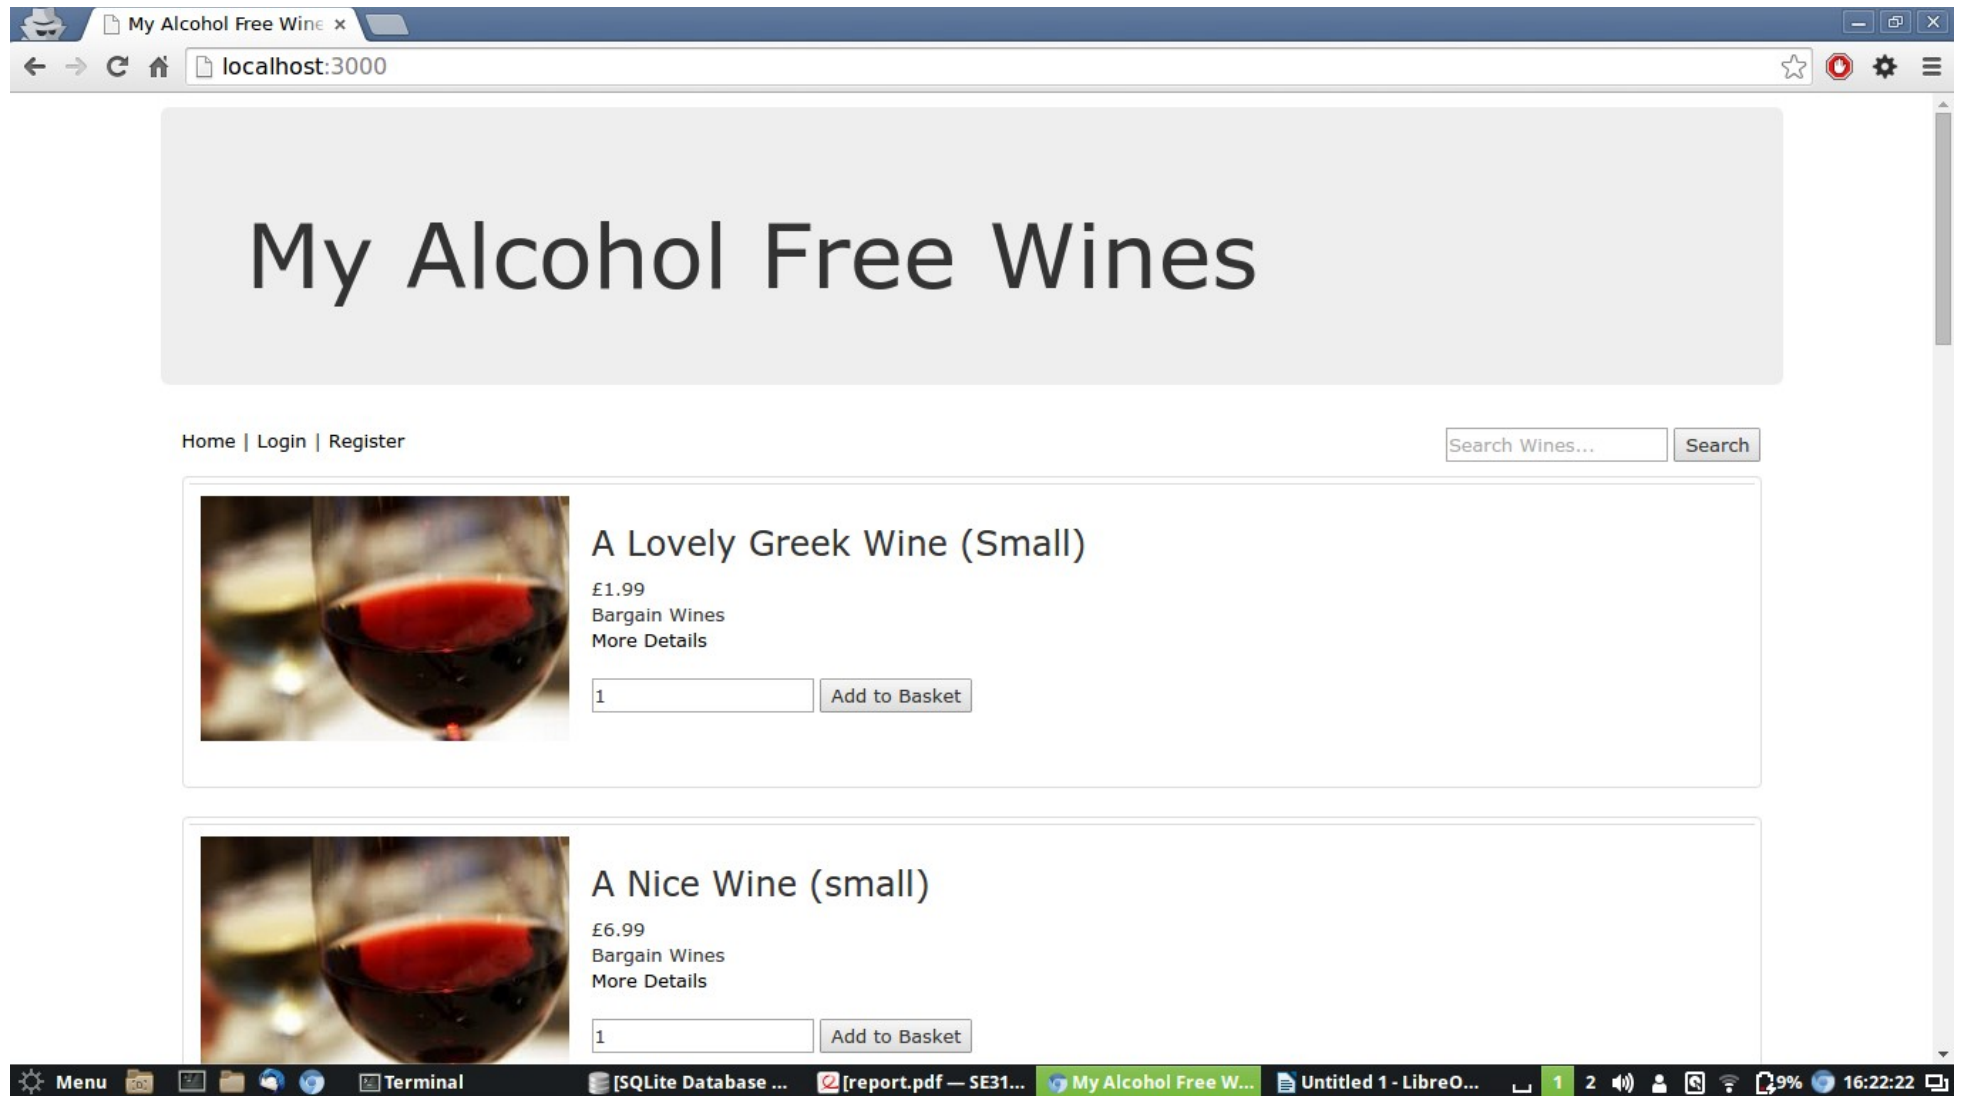 My Alcohol Free Wine
localhost:3000
My Alcohol Free Wines
Home | Login | Register
Search Wines...
Search
A Lovely Greek Wine (Small)
£1.99
Bargain Wines
More Details
1
Add to Basket
A Nice Wine (small)
£6.99
Bargain Wines
More Details
1
Add to Basket
Menu
Terminal
[SQLite Database ...
[report.pdf — SE31...
My Alcohol Free W...
Untitled 1 - LibreO...
1
2
9%
16:22:22